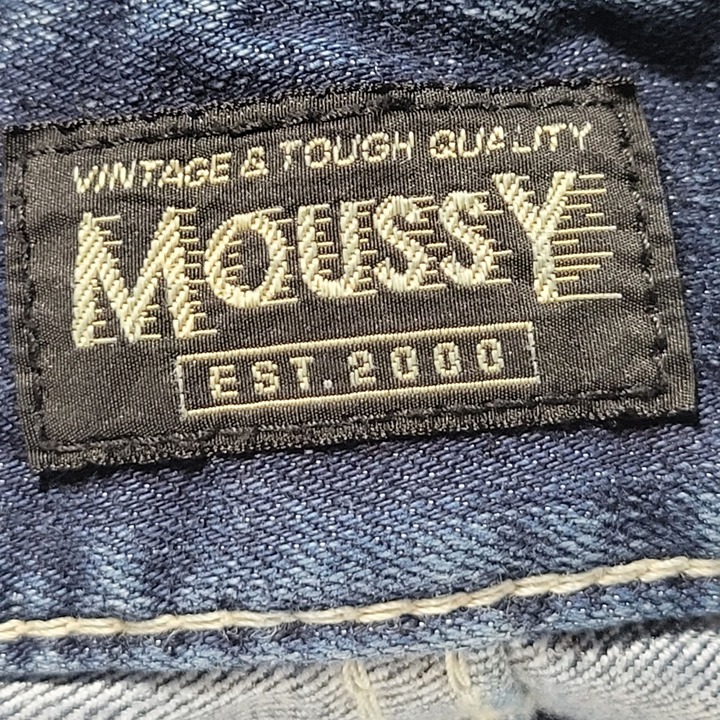 VINTAGE & TOUGH QUALITY
MOUSSY
EST. 2000